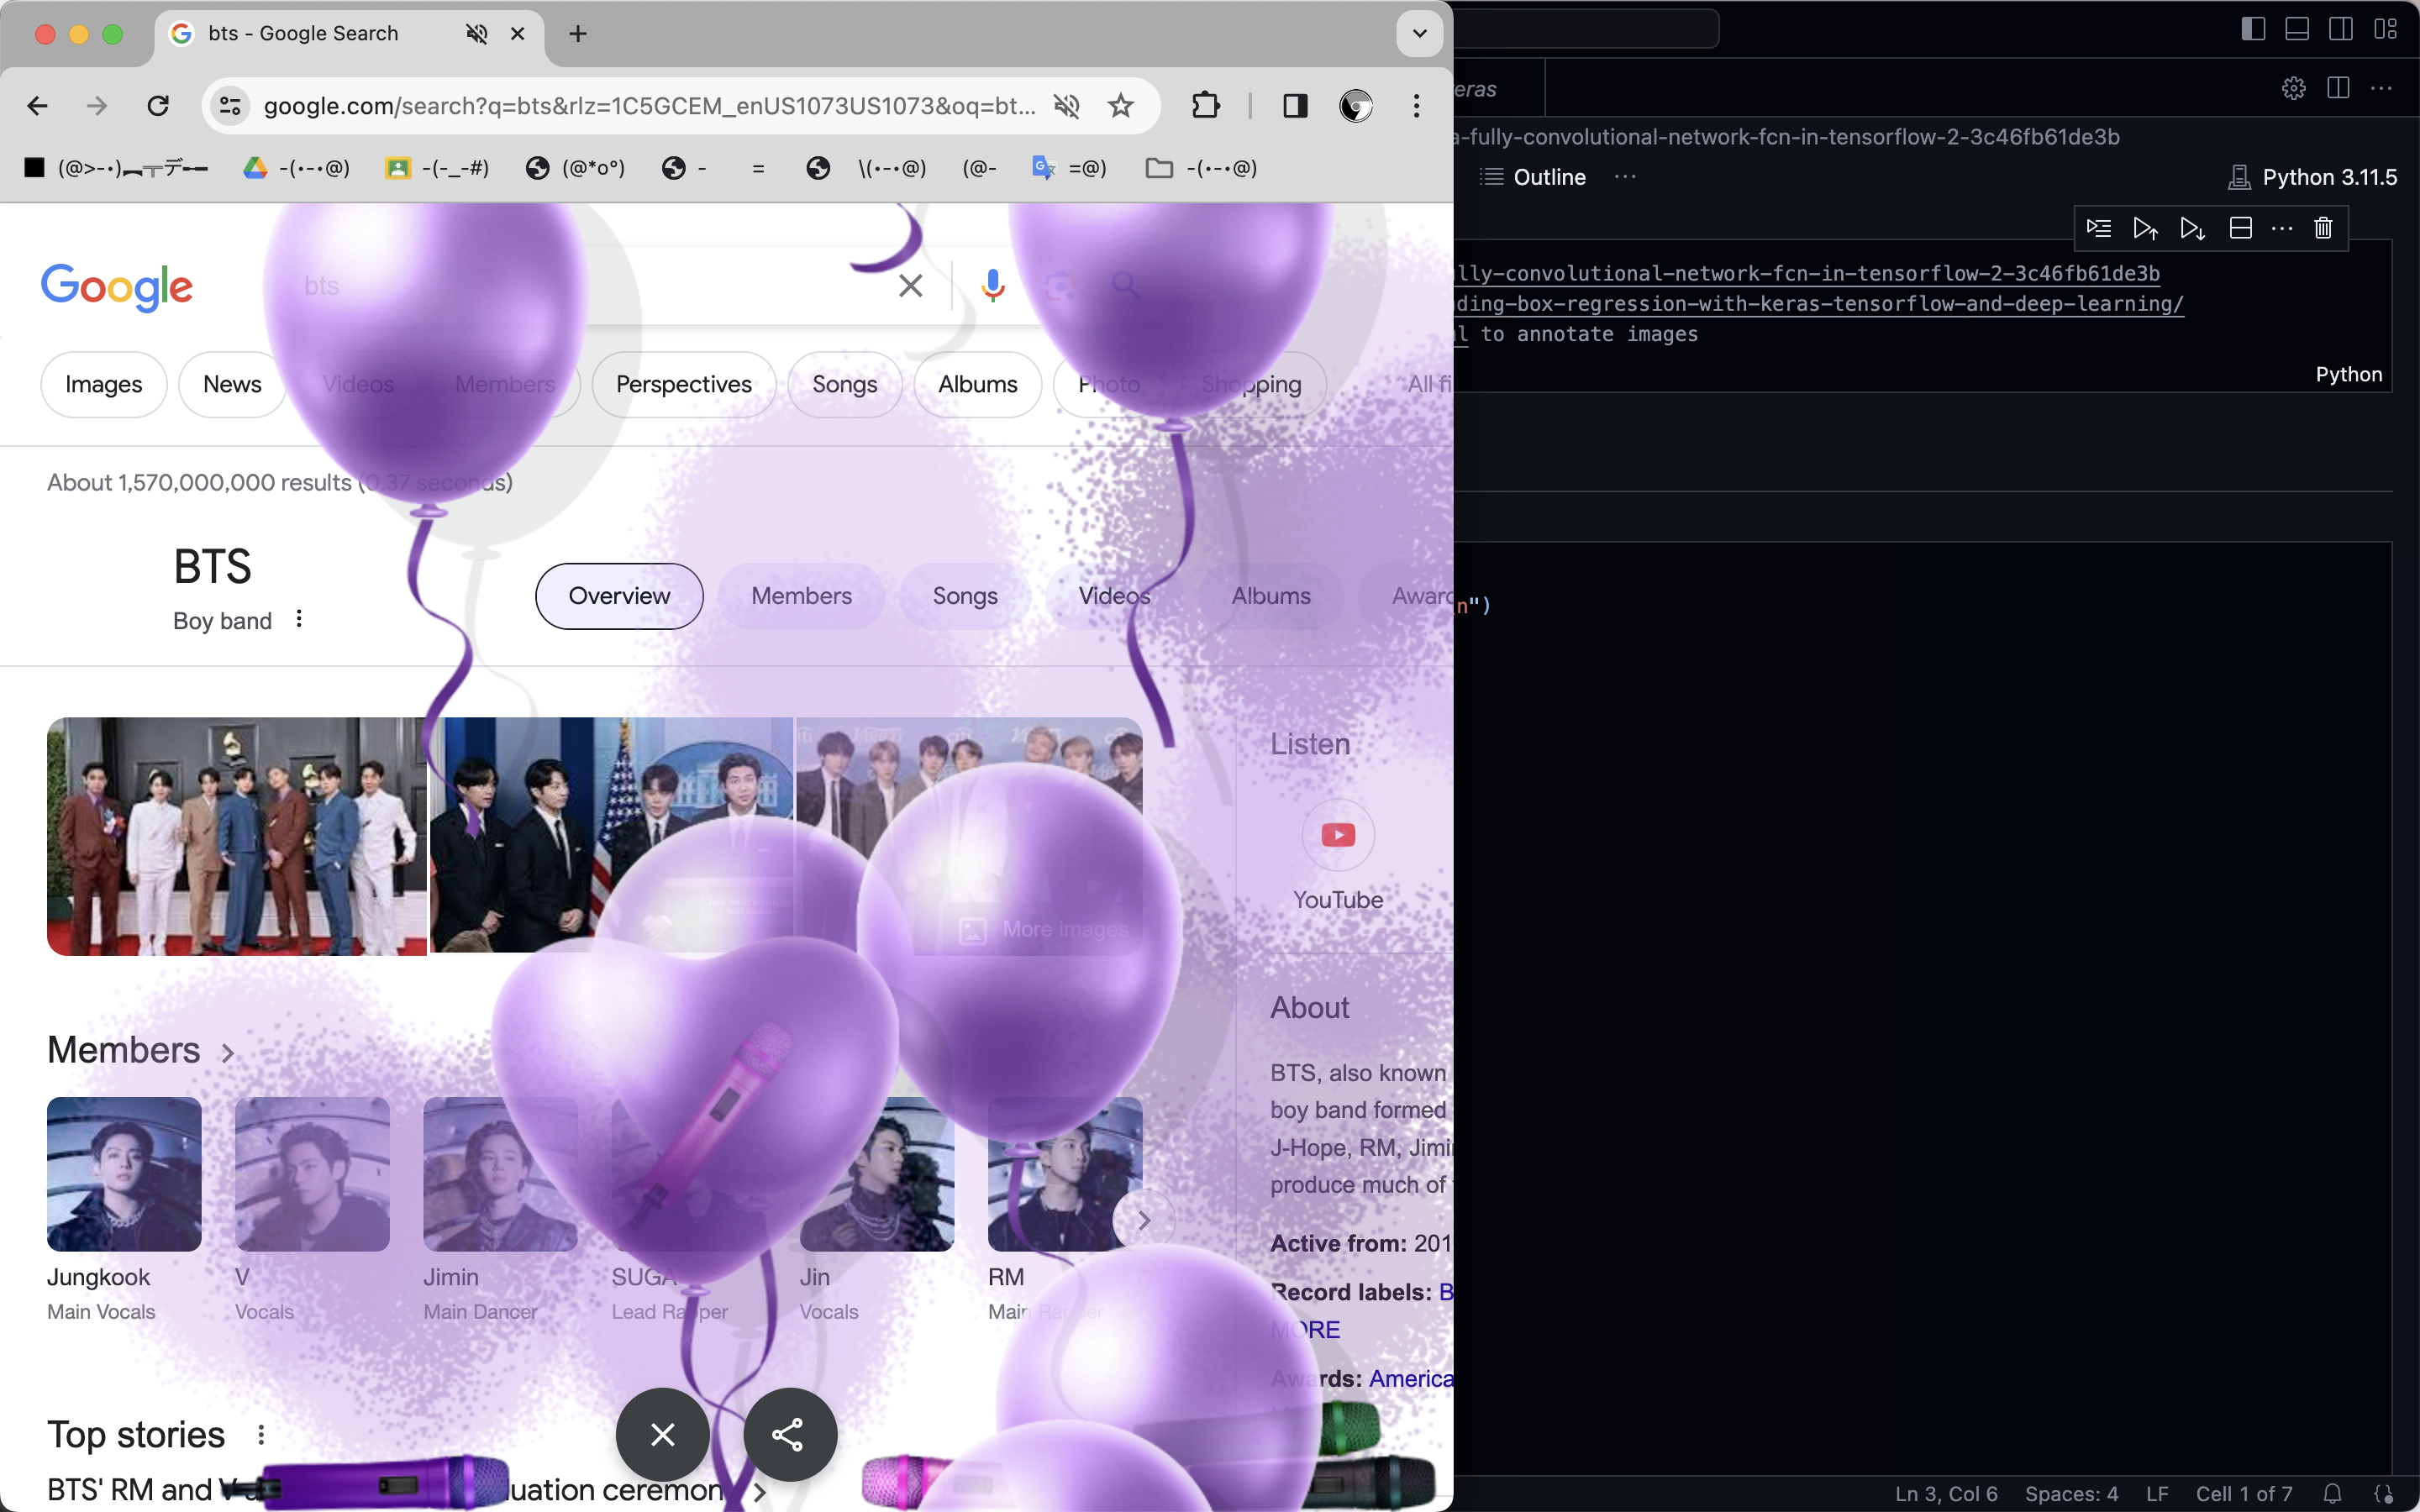 bts - Google Search
google.com/search?q=bts&rlz=1C5GCEM_enUS1073US1073&oq=bt...
(@>-•)︻╦デ╾━ -(•-•@) -(-_-#) (@*o°) - = \(•-•@) (@- =@) -(•-•@)
Google
bts
Images News Videos Members Perspectives Songs Albums Photo Shopping All fi
About 1,570,000,000 results (0.37 seconds)
BTS
Boy band
Overview Members Songs Videos Albums Awar
More images
Listen
YouTube
Members
Jungkook
Main Vocals
V
Vocals
Jimin
Main Dancer
SUGA
Lead Rapper
Jin
Vocals
RM
Main Rapper
About
BTS, also known
boy band formed
J-Hope, RM, Jimi
produce much of
Active from: 201
Record labels: B
MORE
Awards: America
Top stories
BTS' RM and V uation ceremon
eras
a-fully-convolutional-network-fcn-in-tensorflow-2-3c46fb61de3b
Outline ···
Python 3.11.5
lly-convolutional-network-fcn-in-tensorflow-2-3c46fb61de3b
ding-box-regression-with-keras-tensorflow-and-deep-learning/
l to annotate images
Python
n")
Ln 3, Col 6 Spaces: 4 LF Cell 1 of 7